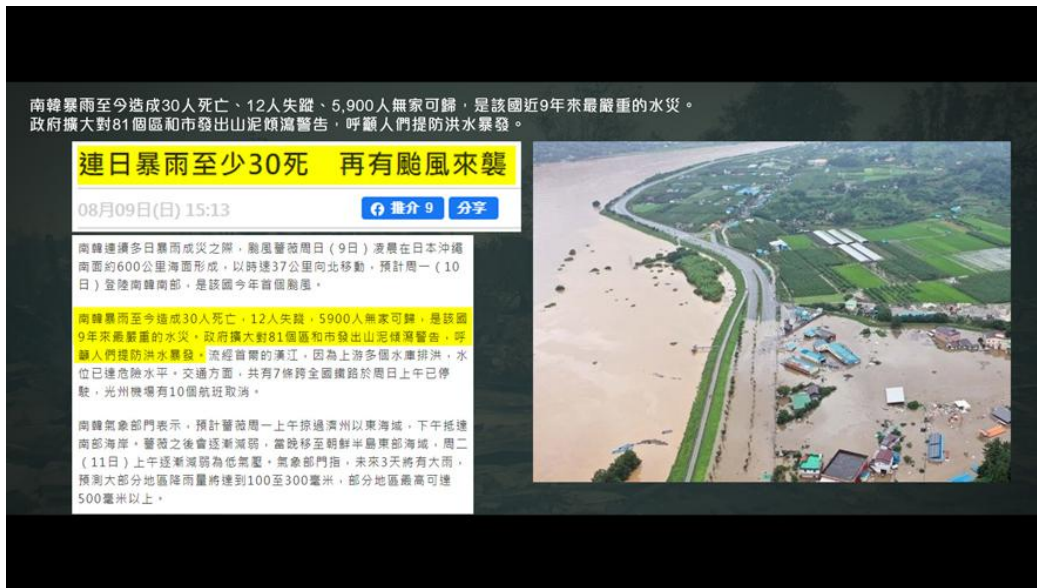 南韓暴雨至今造成30人死亡、12人失蹤、5,900人無家可歸，是該國近9年來最嚴重的水災。
政府擴大對81個區和市發出山泥傾瀉警告，呼籲人們提防洪水暴發。
連日暴雨至少30死 再有颱風來襲
08月09日(日) 15:13
推介 9 分享
南韓連續多日暴雨成災之際，颱風薔薇周日（9日）凌晨在日本沖繩
南面約600公里海面形成，以時速37公里向北移動，預計周一（10
日）登陸南韓南部，是該國今年首個颱風。
南韓暴雨至今造成30人死亡，12人失蹤，5900人無家可歸，是該國
9年來最嚴重的水災。政府擴大對81個區和市發出山泥傾瀉警告，呼
籲人們提防洪水暴發。流經首爾的漢江，因為上游多個水庫排洪，水
位已達危險水平。交通方面，共有7條跨全國鐵路於周日上午已停
駛，光州機場有10個航班取消。
南韓氣象部門表示，預計薔薇周一上午掠過濟州以東海域，下午抵達
南部海岸。薔薇之後會逐漸減弱，當晚移至朝鮮半島東部海域，周二
（11日）上午逐漸減弱為低氣壓。氣象部門指，未來3天將有大雨，
預測大部分地區降雨量將達到100至300毫米，部分地區最高可達
500毫米以上。